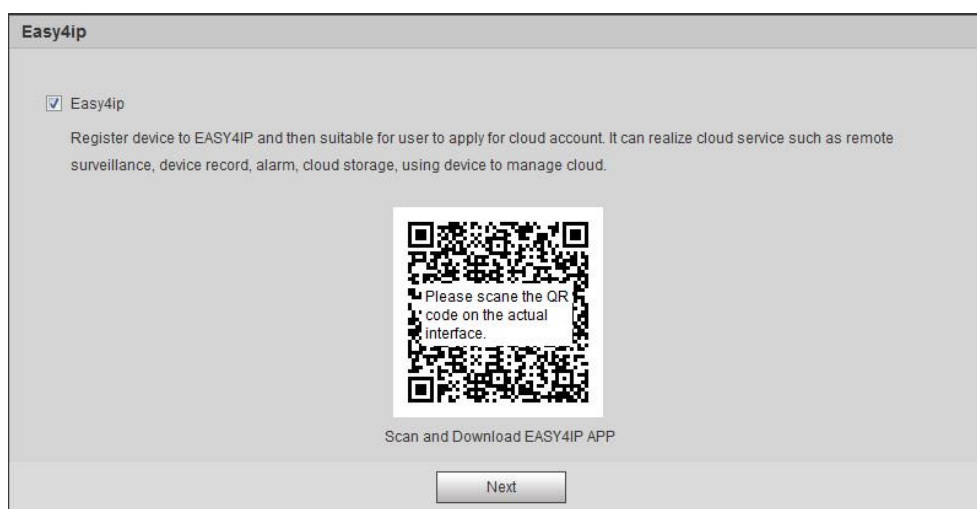 Easy4ip
Easy4ip
Register device to EASY4IP and then suitable for user to apply for cloud account. It can realize cloud service such as remote
surveillance, device record, alarm, cloud storage, using device to manage cloud.
Please scane the QR
code on the actual
interface.
Scan and Download EASY4IP APP
Next